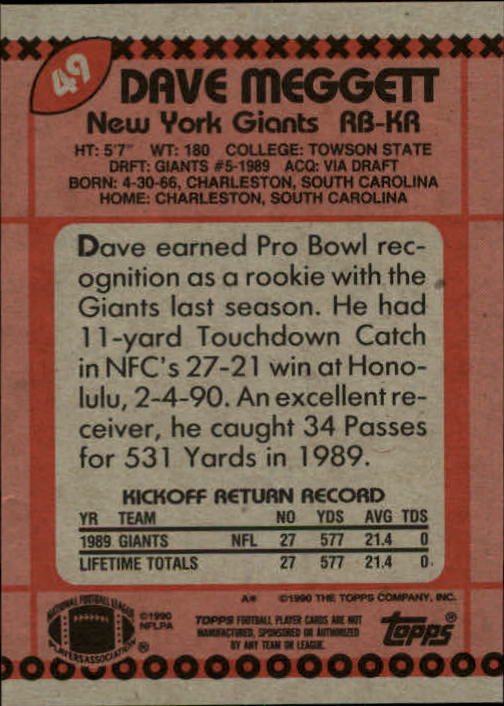 49
DAVE MEGGETT
New York Giants RB-KR
HT: 5'7" WT: 180 COLLEGE: TOWSON STATE
DRFT: GIANTS #5-1989 ACQ: VIA DRAFT
BORN: 4-30-66, CHARLESTON, SOUTH CAROLINA
HOME: CHARLESTON, SOUTH CAROLINA
Dave earned Pro Bowl rec-
ognition as a rookie with the
Giants last season. He had
11-yard Touchdown Catch
in NFC's 27-21 win at Hono-
lulu, 2-4-90. An excellent re-
ceiver, he caught 34 Passes
for 531 Yards in 1989.
KICKOFF RETURN RECORD
YR TEAM NO YDS AVG TDS
1989 GIANTS NFL 27 577 21.4 0
LIFETIME TOTALS 27 577 21.4 0
A* ©1990 THE TOPPS COMPANY, INC.
NATIONAL FOOTBALL LEAGUE
PLAYERS ASSOCIATION ®
©1990
NFLPA
TOPPS FOOTBALL PLAYER CARDS ARE NOT
MANUFACTURED, SPONSORED OR AUTHORIZED
BY ANY TEAM OR LEAGUE.
topps®